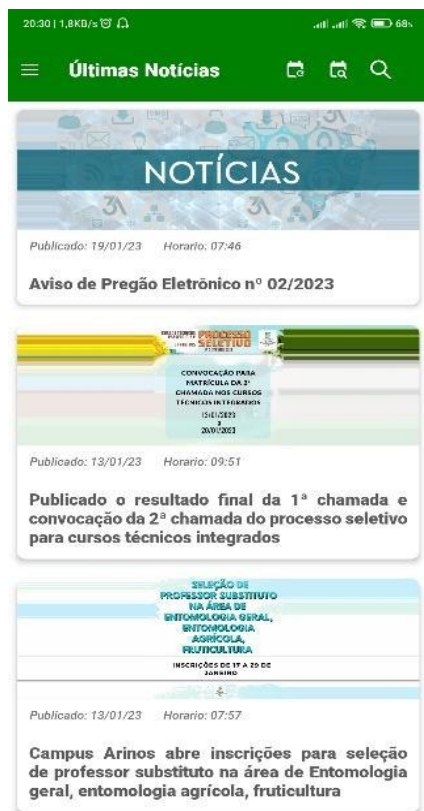 20:30 | 1,8KB/s
68%
Últimas Notícias
NOTÍCIAS
Publicado: 19/01/23 Horario: 07:46
Aviso de Pregão Eletrônico nº 02/2023
PROCESSO
SELETIVO
CONVOCAÇÃO PARA
MATRÍCULA DA 2ª
CHAMADA NOS CURSOS
TÉCNICOS INTEGRADOS
20/01/2023
Publicado: 13/01/23 Horario: 09:51
Publicado o resultado final da 1ª chamada e
convocação da 2ª chamada do processo seletivo
para cursos técnicos integrados
SELEÇÃO DE
PROFESSOR SUBSTITUTO
NA ÁREA DE
ENTOMOLOGIA GERAL,
ENTOMOLOGIA
AGRÍCOLA,
FRUTICULTURA
INSCRIÇÕES DE 17 A 29 DE
JANEIRO
Publicado: 13/01/23 Horario: 07:57
Campus Arinos abre inscrições para seleção
de professor substituto na área de Entomologia
geral, entomologia agrícola, fruticultura